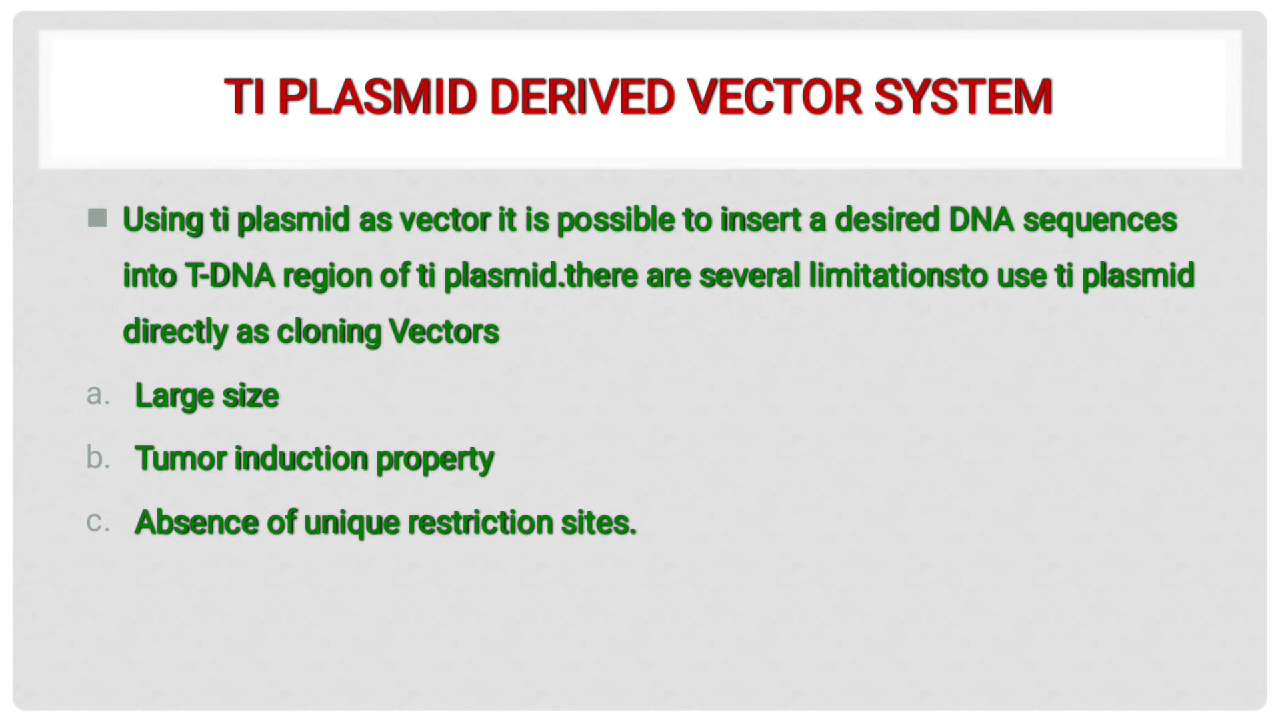 TI PLASMID DERIVED VECTOR SYSTEM
Using ti plasmid as vector it is possible to insert a desired DNA sequences
into T-DNA region of ti plasmid.there are several limitationsto use ti plasmid
directly as cloning Vectors
a. Large size
b. Tumor induction property
c. Absence of unique restriction sites.